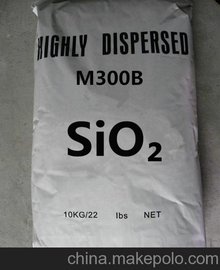 HIGHLY DISPERSED
M300B
SiO₂
10KG/22 lbs NET
china.makepolo.com